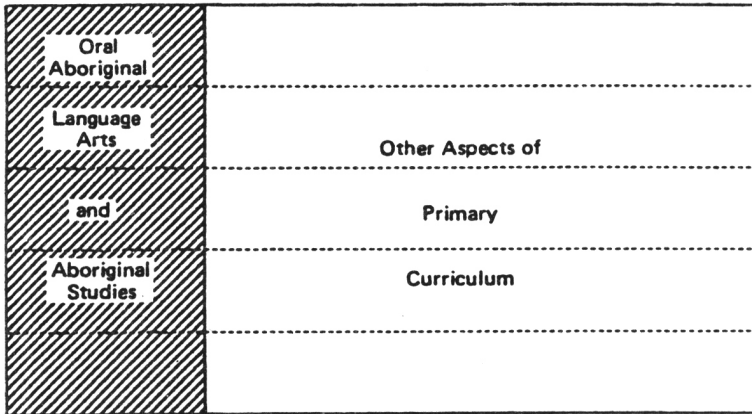 Oral
Aboriginal
Language
Arts
and
Aboriginal
Studies
Other Aspects of
Primary
Curriculum